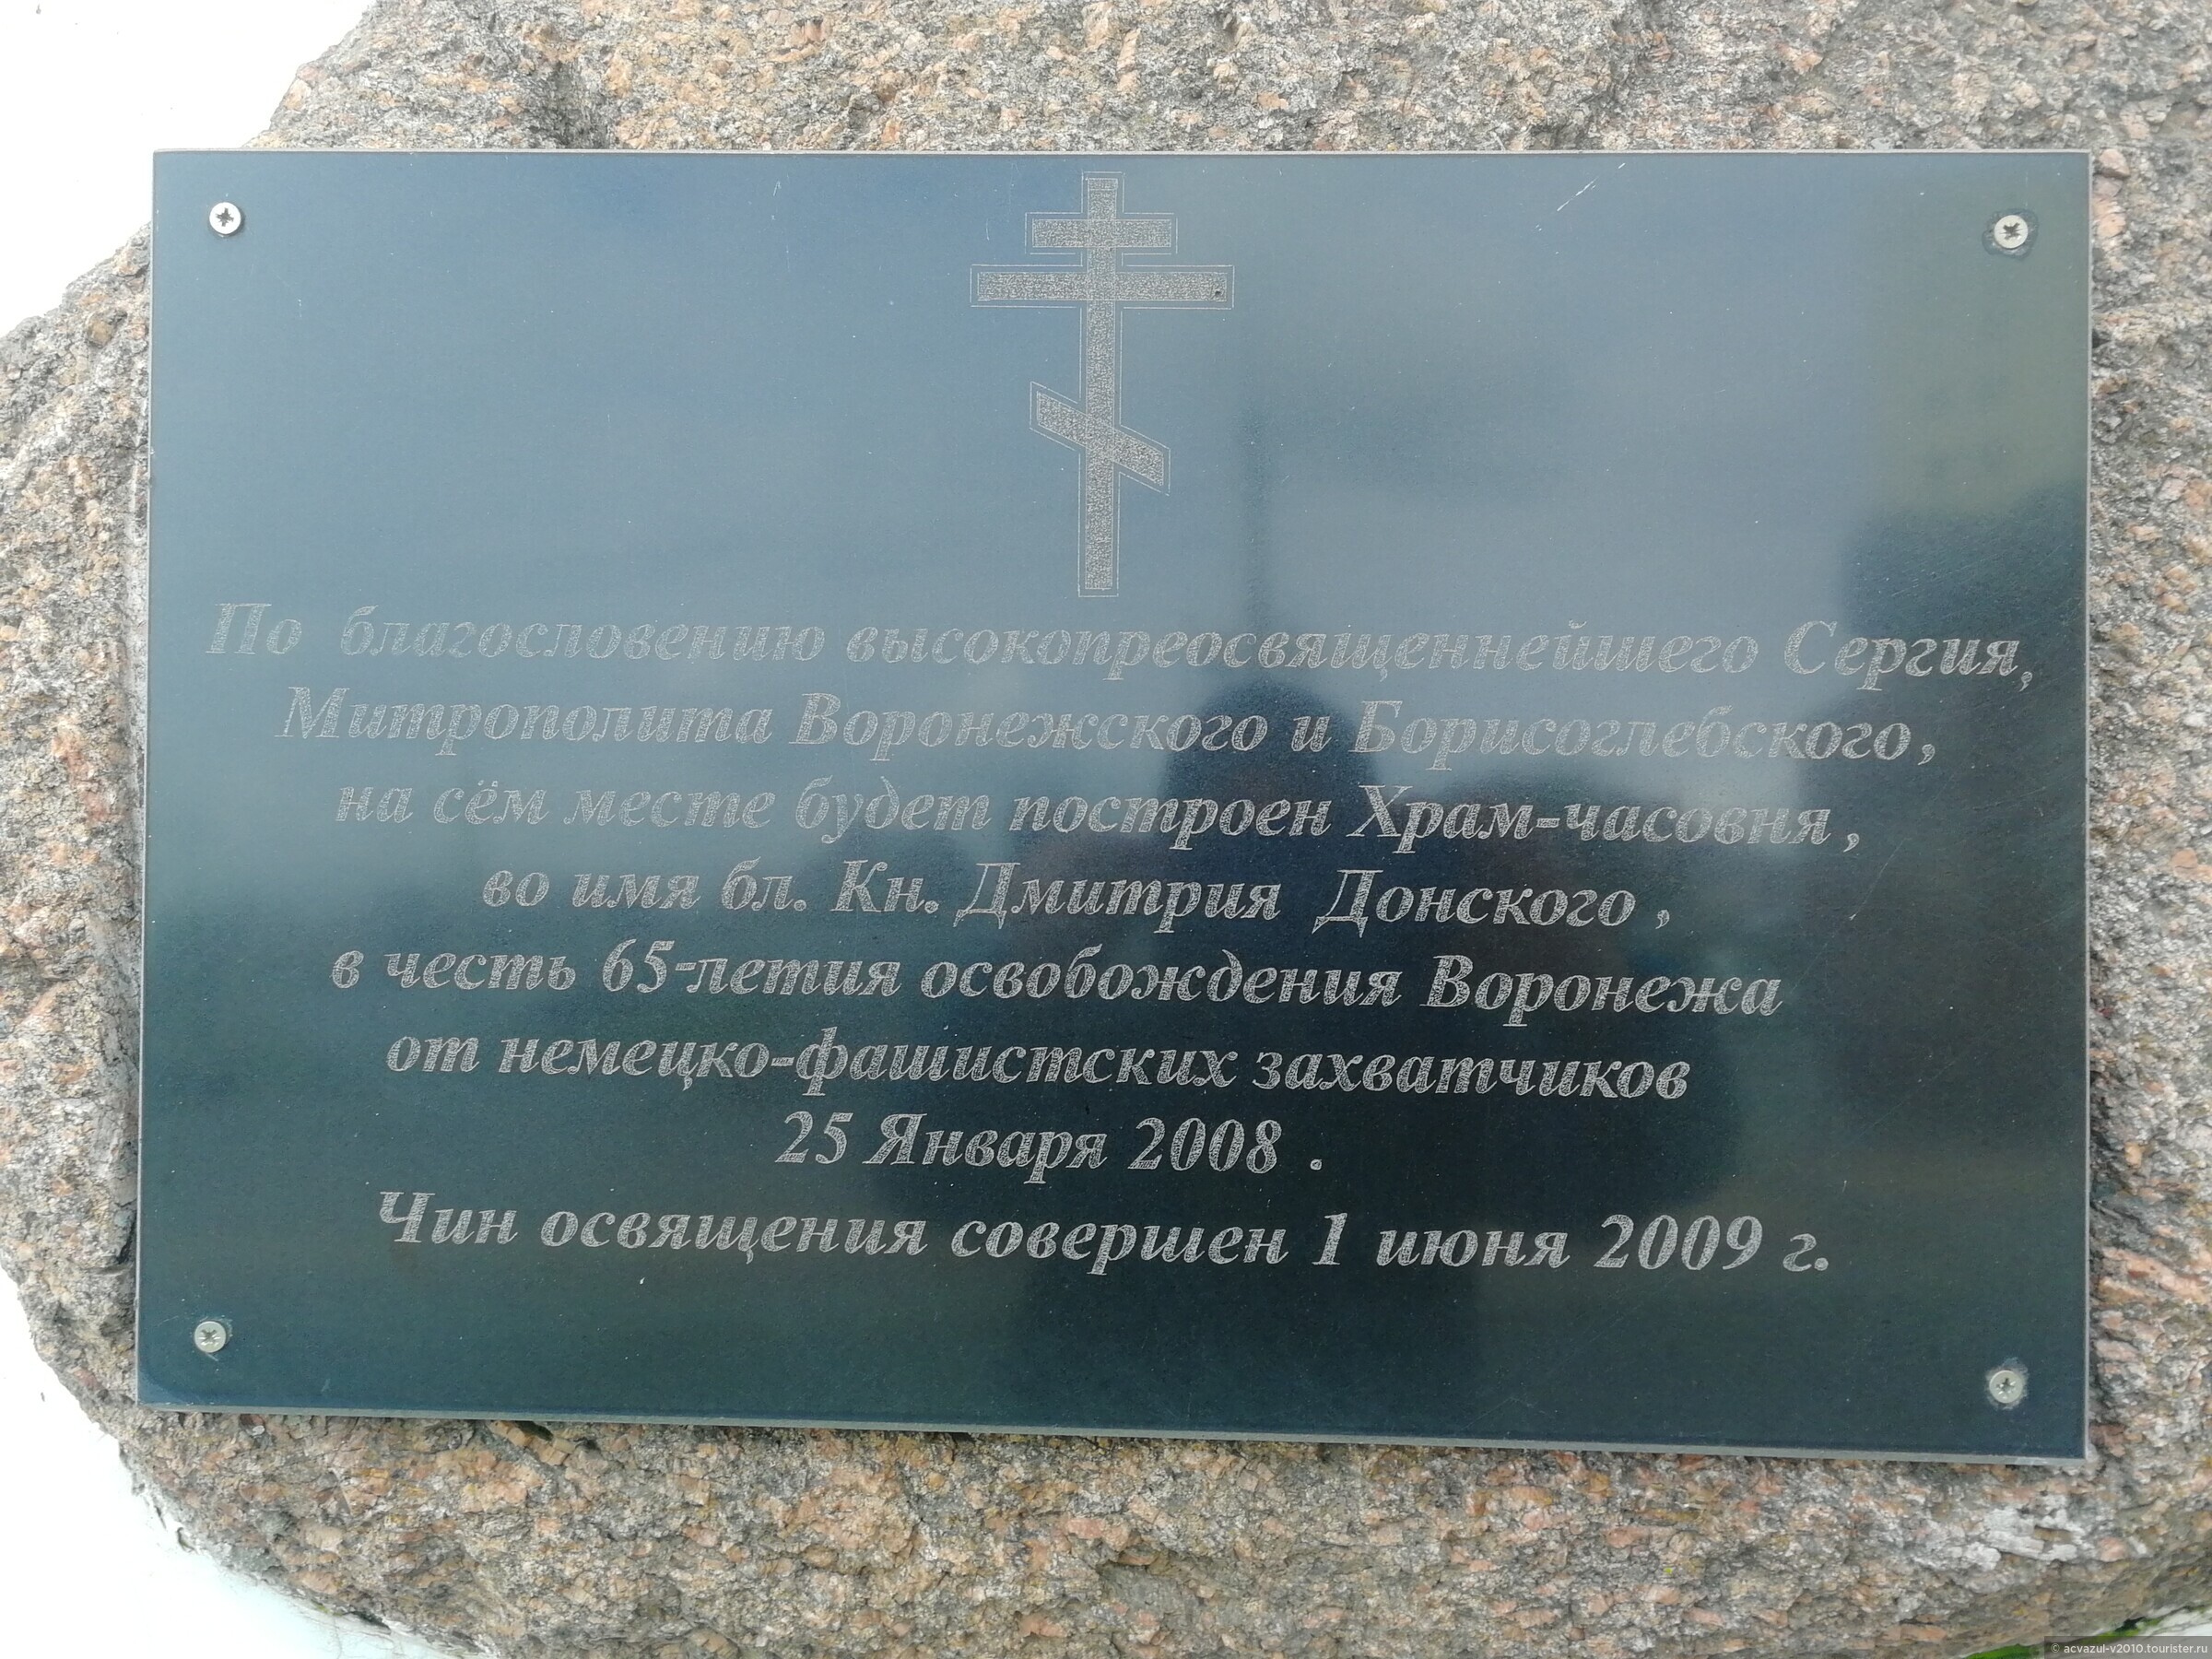 По благословению высокопреосвященнейшего Сергия,
Митрополита Воронежского и Борисоглебского,
на сём месте будет построен Храм-часовня,
во имя бл. Кн. Дмитрия Донского,
в честь 65-летия освобождения Воронежа
от немецко-фашистских захватчиков
25 Января 2008 .
Чин освящения совершен 1 июня 2009 г.
© acvazul-v2010.tourister.ru